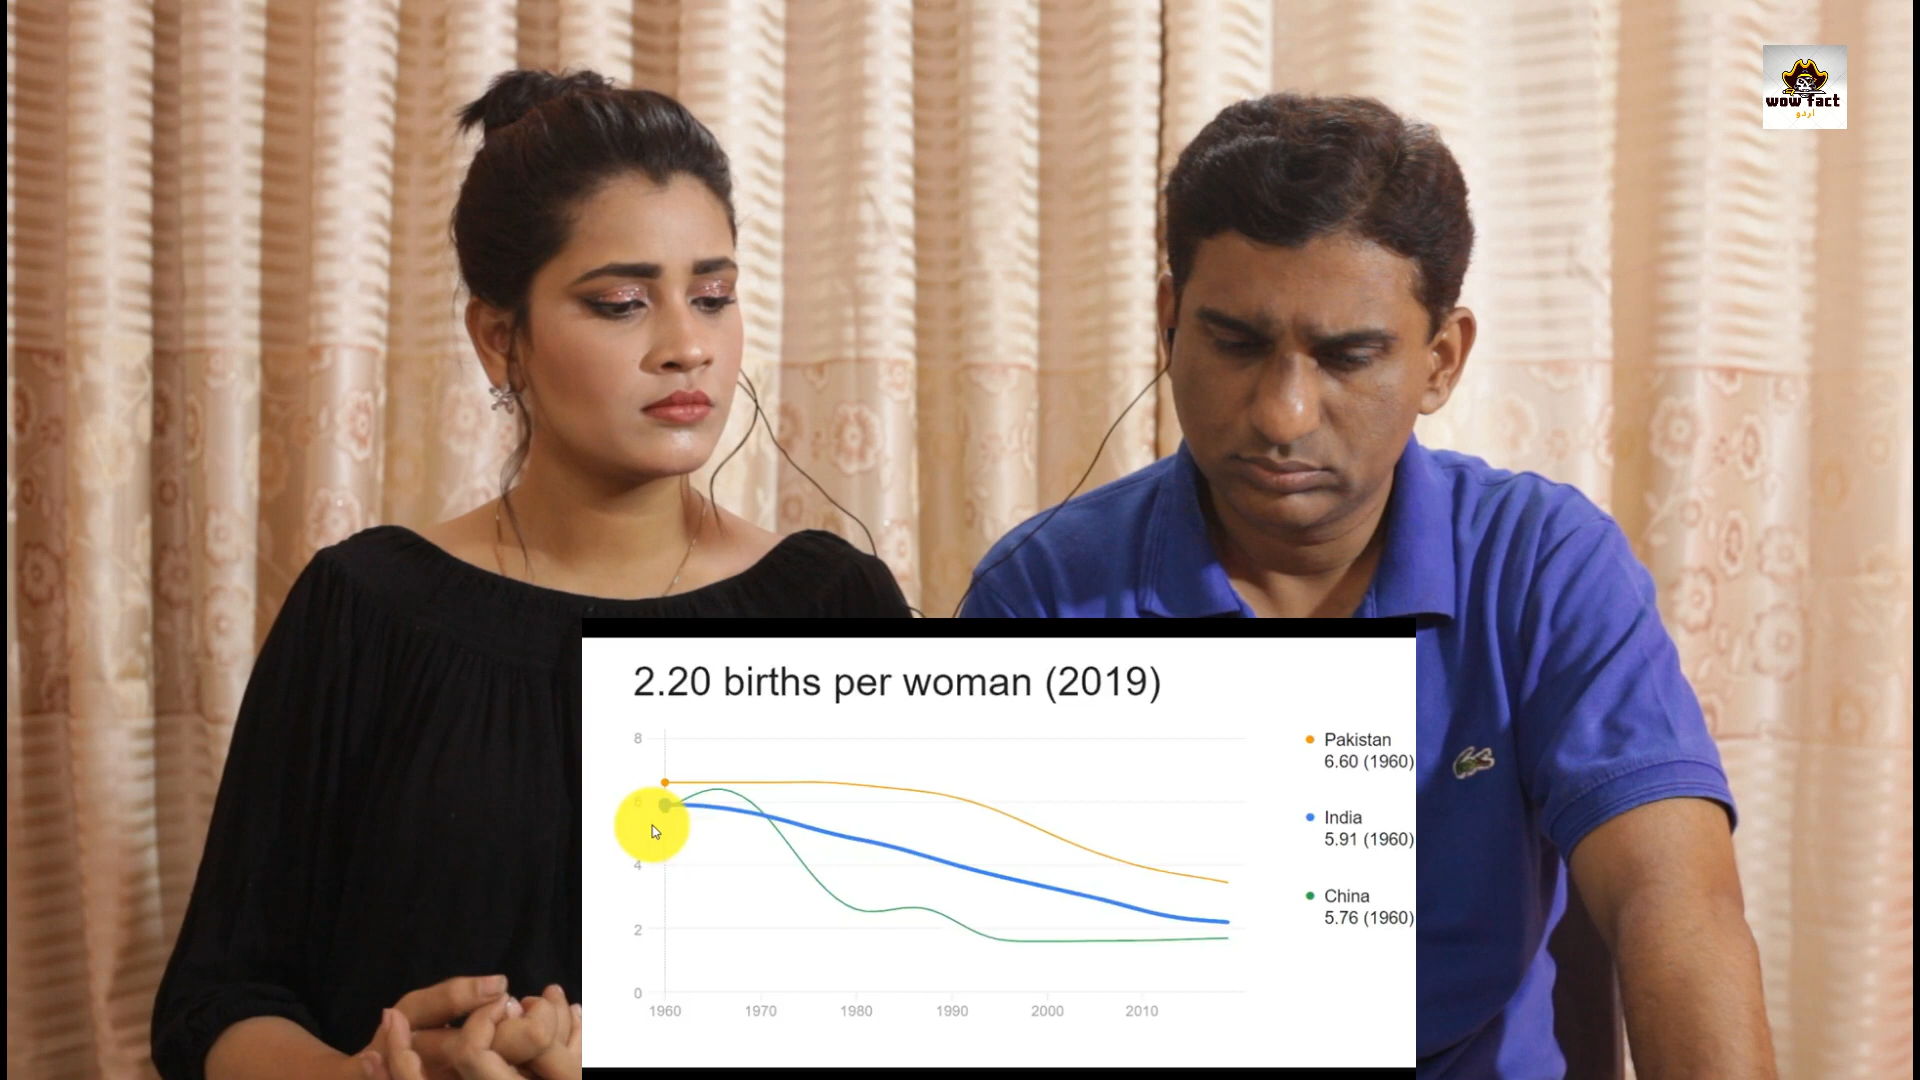 wow fact
اردو
2.20 births per woman (2019)
8
6
4
2
0
1960 1970 1980 1990 2000 2010
Pakistan
6.60 (1960)
India
5.91 (1960)
China
5.76 (1960)